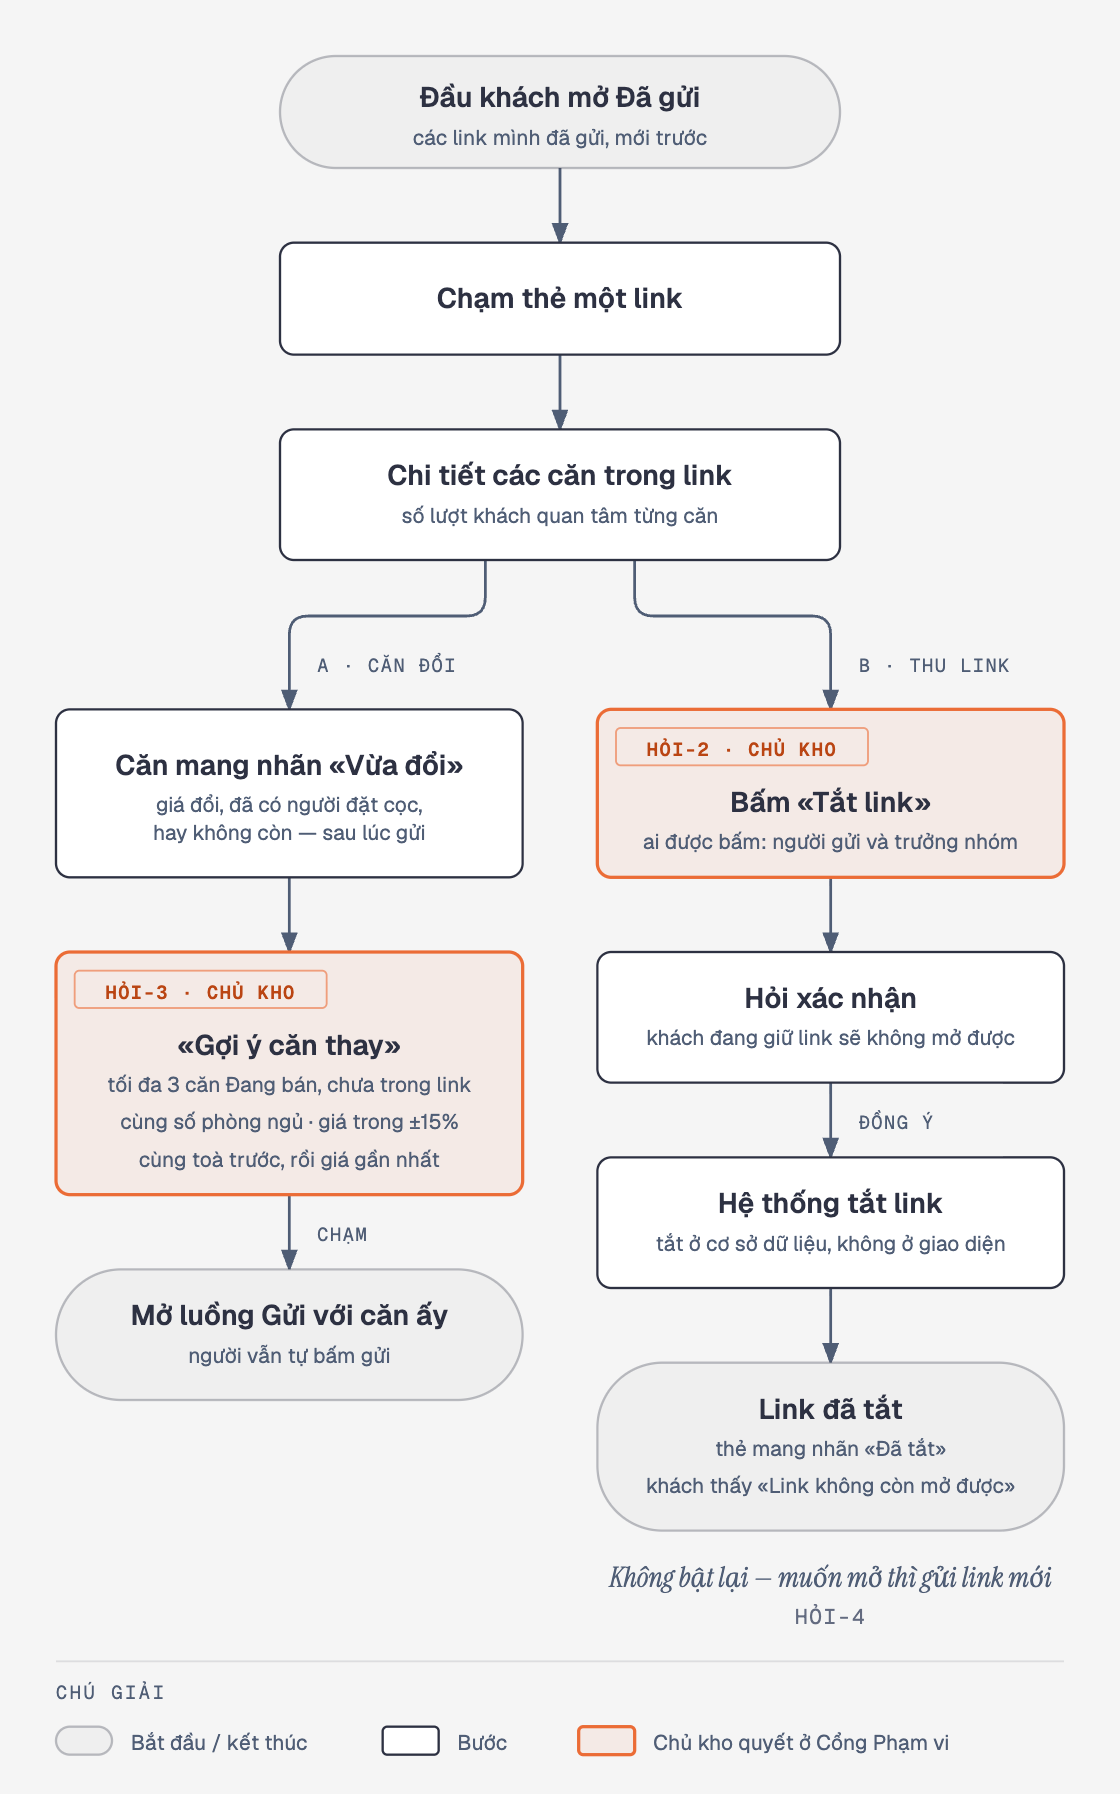 Đầu khách mở Đã gửi
các link mình đã gửi, mới trước
Chạm thẻ một link
Chi tiết các căn trong link
số lượt khách quan tâm từng căn
A · CĂN ĐỔI
B · THU LINK
Căn mang nhãn «Vừa đổi»
giá đổi, đã có người đặt cọc,
hay không còn — sau lúc gửi
HỎI-3 · CHỦ KHO
«Gợi ý căn thay»
tối đa 3 căn Đang bán, chưa trong link
cùng số phòng ngủ · giá trong ±15%
cùng toà trước, rồi giá gần nhất
CHẠM
Mở luồng Gửi với căn ấy
người vẫn tự bấm gửi
HỎI-2 · CHỦ KHO
Bấm «Tắt link»
ai được bấm: người gửi và trưởng nhóm
Hỏi xác nhận
khách đang giữ link sẽ không mở được
ĐỒNG Ý
Hệ thống tắt link
tắt ở cơ sở dữ liệu, không ở giao diện
Link đã tắt
thẻ mang nhãn «Đã tắt»
khách thấy «Link không còn mở được»
Không bật lại — muốn mở thì gửi link mới
HỎI-4
CHÚ GIẢI
Bắt đầu / kết thúc
Bước
Chủ kho quyết ở Cổng Phạm vi